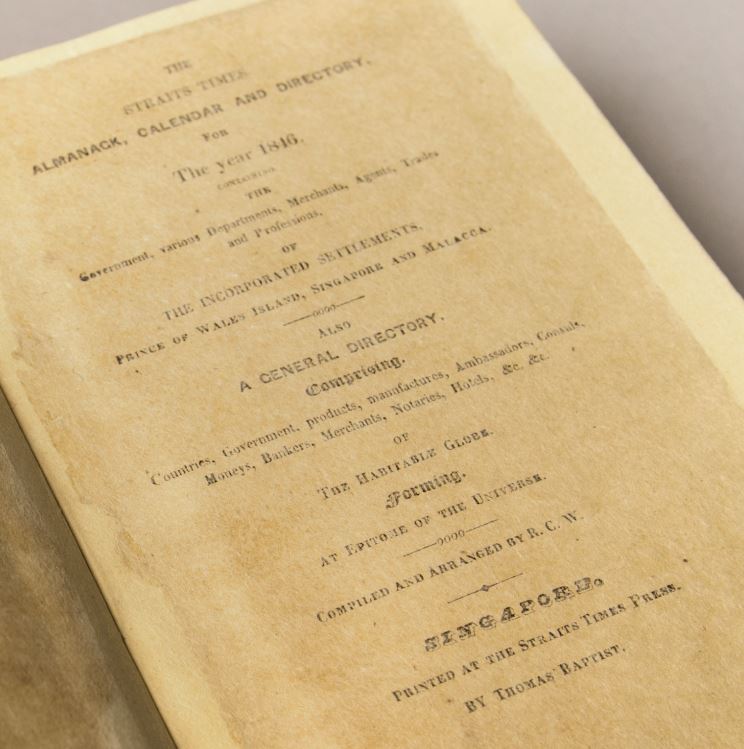 THE
STRAITS TIMES
ALMANACK, CALENDAR AND DIRECTORY,
FOR
The year 1846,
CONTAINING
THE
Government, various Departments, Merchants, Agents, Trades
and Professions,
OF
THE INCORPORATED SETTLEMENTS,
PRINCE OF WALES ISLAND, SINGAPORE AND MALACCA.
ALSO
A GENERAL DIRECTORY,
Comprising,
Countries, Government, products, manufactures, Ambassadors, Consuls,
Moneys, Bankers, Merchants, Notaries, Hotels, &c. &c.
OF
THE HABITABLE GLOBE.
Forming,
AT EPITOME OF THE UNIVERSE.
COMPILED AND ARRANGED BY R. C. W.
SINGAPORE,
PRINTED AT THE STRAITS TIMES PRESS.
BY THOMAS BAPTIST.